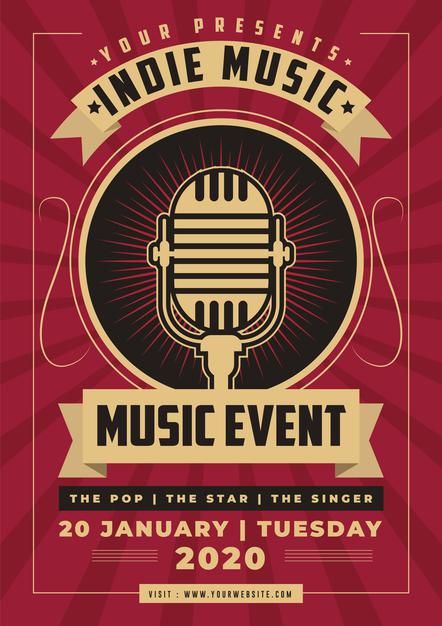 YOUR PRESENTS
INDIE MUSIC
MUSIC EVENT
THE POP | THE STAR | THE SINGER
20 JANUARY | TUESDAY
2020
VISIT : WWW.YOURWEBSITE.COM